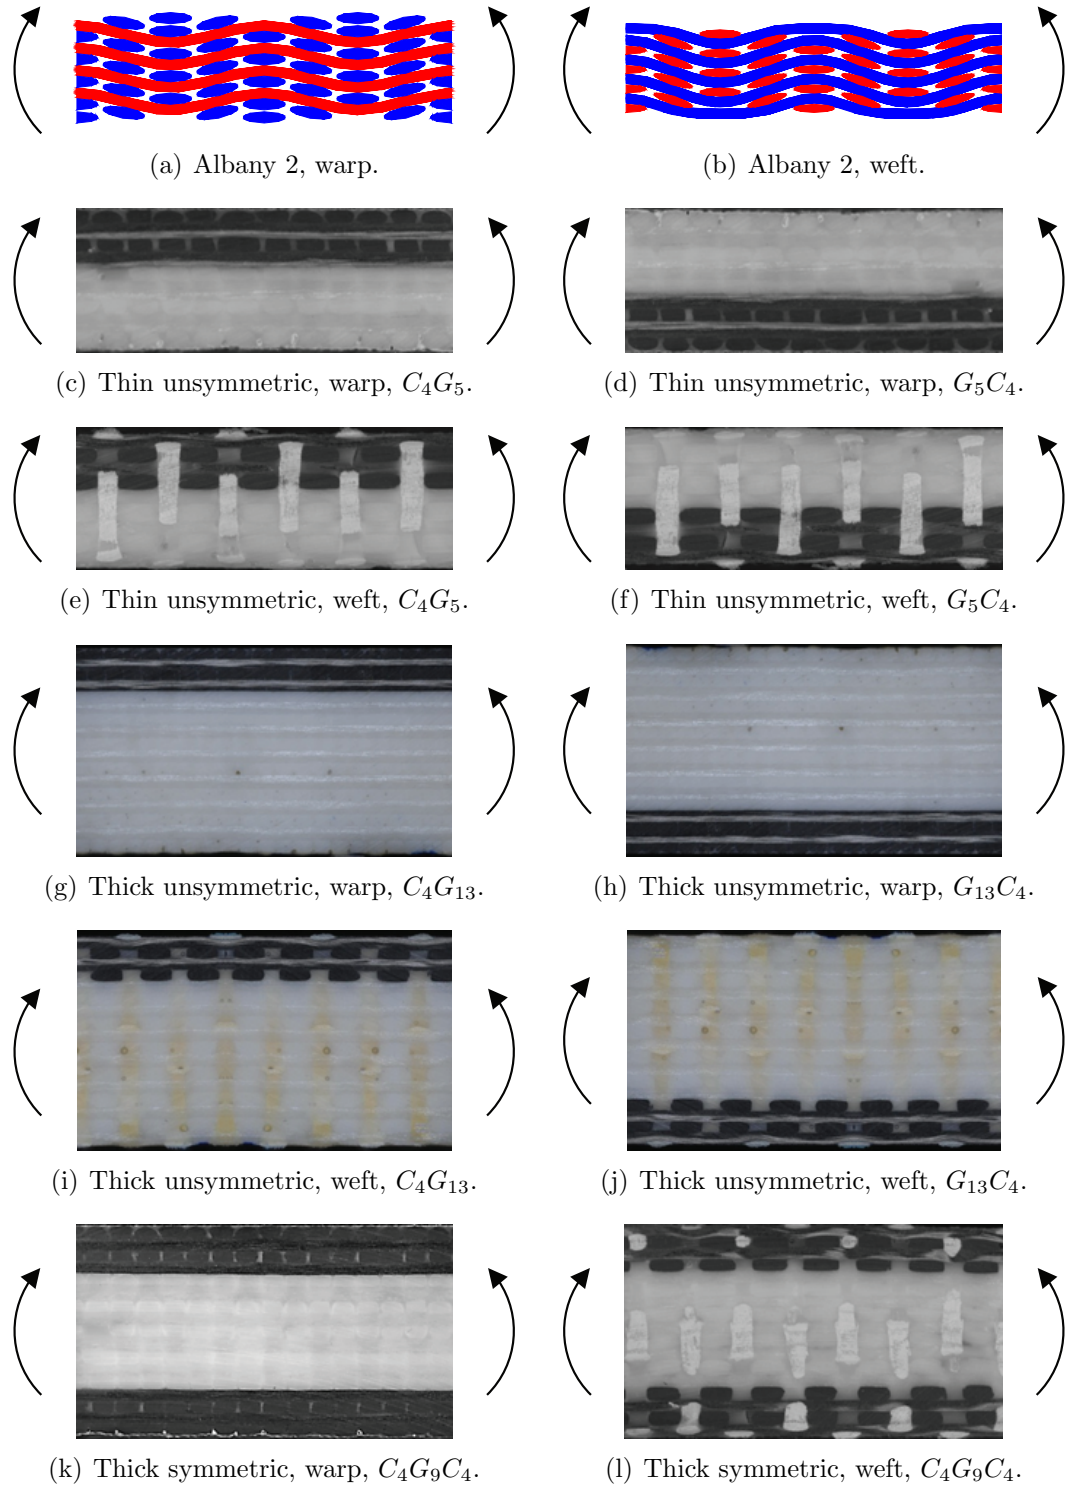 (a) Albany 2, warp.
(b) Albany 2, weft.
(c) Thin unsymmetric, warp, C₄G₅.
(d) Thin unsymmetric, warp, G₅C₄.
(e) Thin unsymmetric, weft, C₄G₅.
(f) Thin unsymmetric, weft, G₅C₄.
(g) Thick unsymmetric, warp, C₄G₁₃.
(h) Thick unsymmetric, warp, G₁₃C₄.
(i) Thick unsymmetric, weft, C₄G₁₃.
(j) Thick unsymmetric, weft, G₁₃C₄.
(k) Thick symmetric, warp, C₄G₉C₄.
(l) Thick symmetric, weft, C₄G₉C₄.